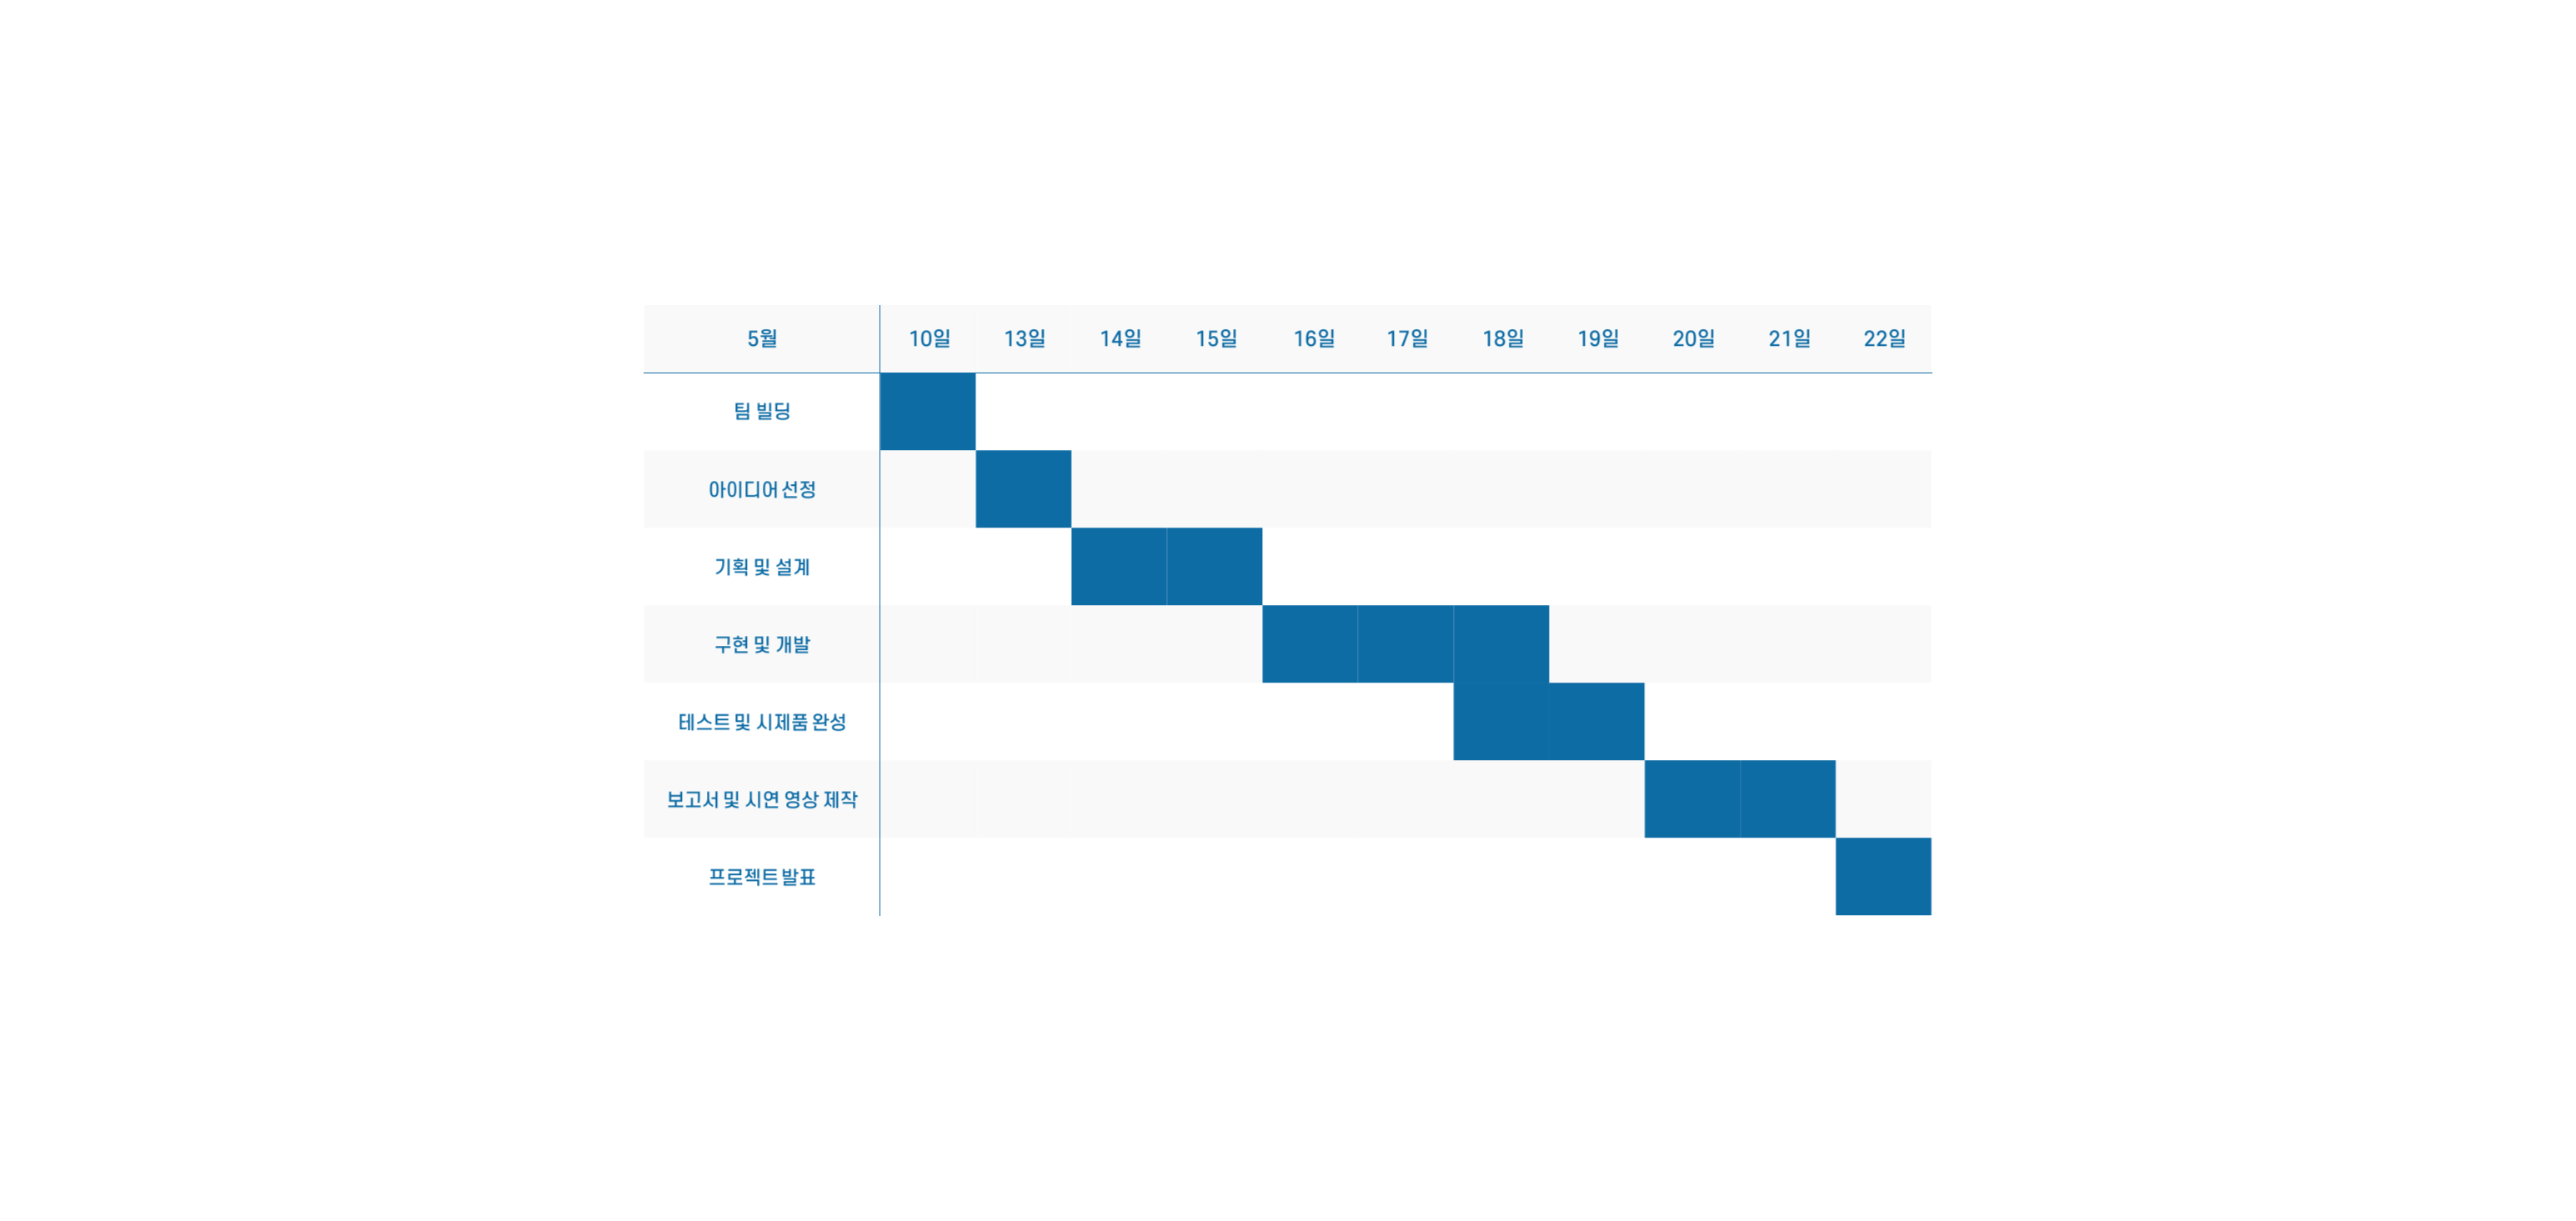 5월 10일 13일 14일 15일 16일 17일 18일 19일 20일 21일 22일
팀 빌딩
아이디어 선정
기획 및 설계
구현 및 개발
테스트 및 시제품 완성
보고서 및 시연 영상 제작
프로젝트 발표